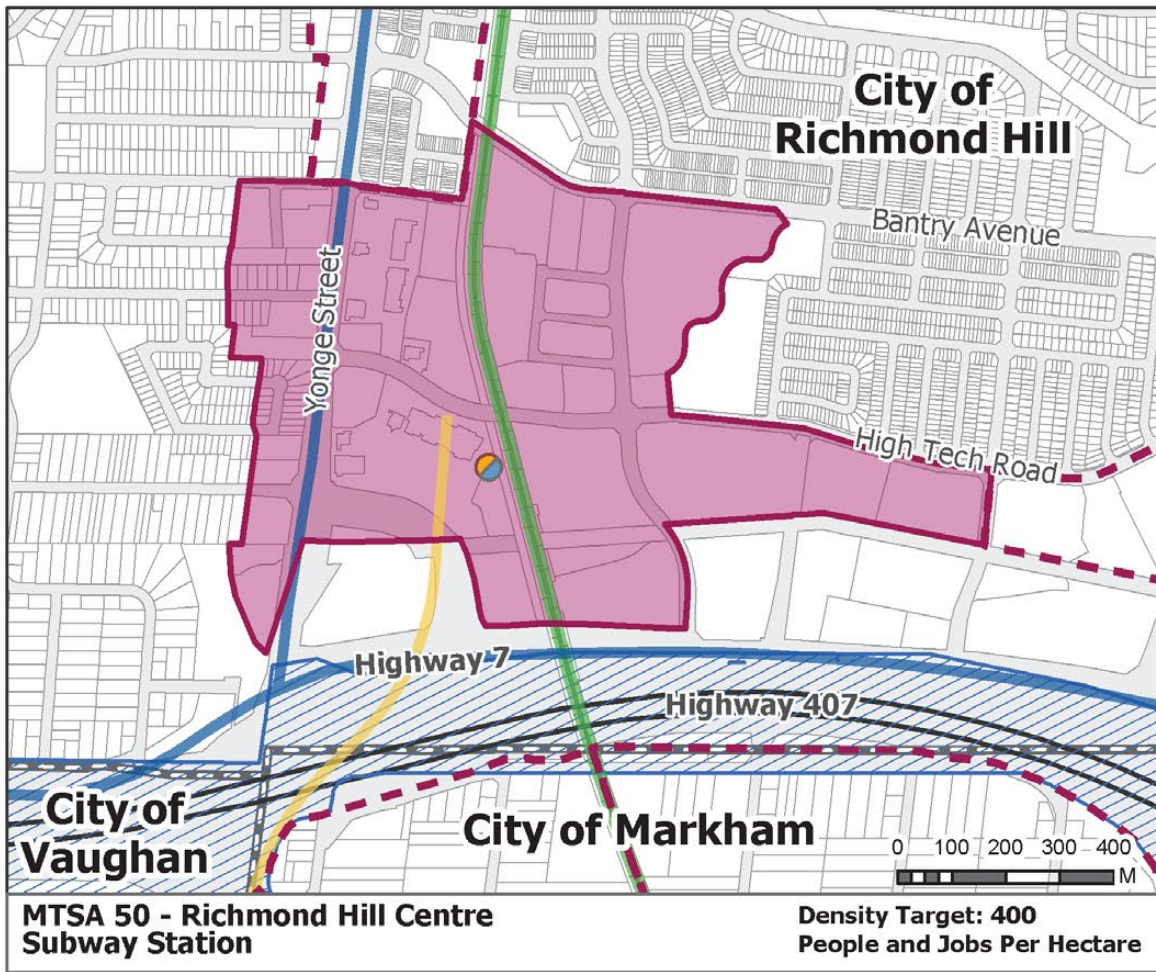 City of
Richmond Hill
Bantry Avenue
Yonge Street
High Tech Road
Highway 7
Highway 407
City of
Vaughan
City of Markham
0 100 200 300 400
M
MTSA 50 - Richmond Hill Centre
Subway Station
Density Target: 400
People and Jobs Per Hectare